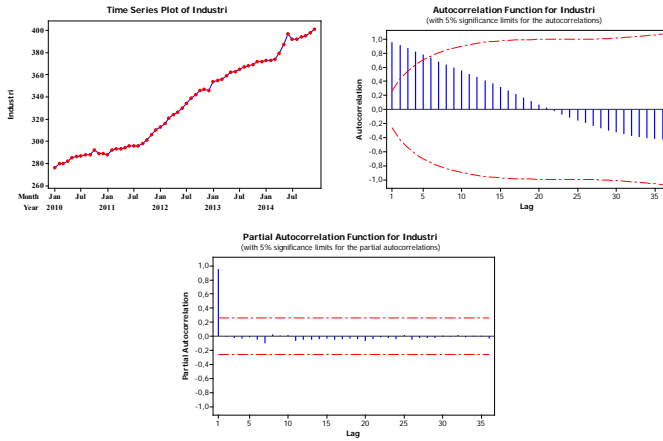 Time Series Plot of Industri
400
380
360
340
320
300
280
260
Industri
Month Jan Jul Jan Jul Jan Jul Jan Jul Jan Jul
Year 2010 2011 2012 2013 2014
Autocorrelation Function for Industri
(with 5% significance limits for the autocorrelations)
1,0
0,8
0,6
0,4
0,2
0,0
-0,2
-0,4
-0,6
-0,8
-1,0
Autocorrelation
1 5 10 15 20 25 30 35
Lag
Partial Autocorrelation Function for Industri
(with 5% significance limits for the partial autocorrelations)
1,0
0,8
0,6
0,4
0,2
0,0
-0,2
-0,4
-0,6
-0,8
-1,0
Partial Autocorrelation
1 5 10 15 20 25 30 35
Lag